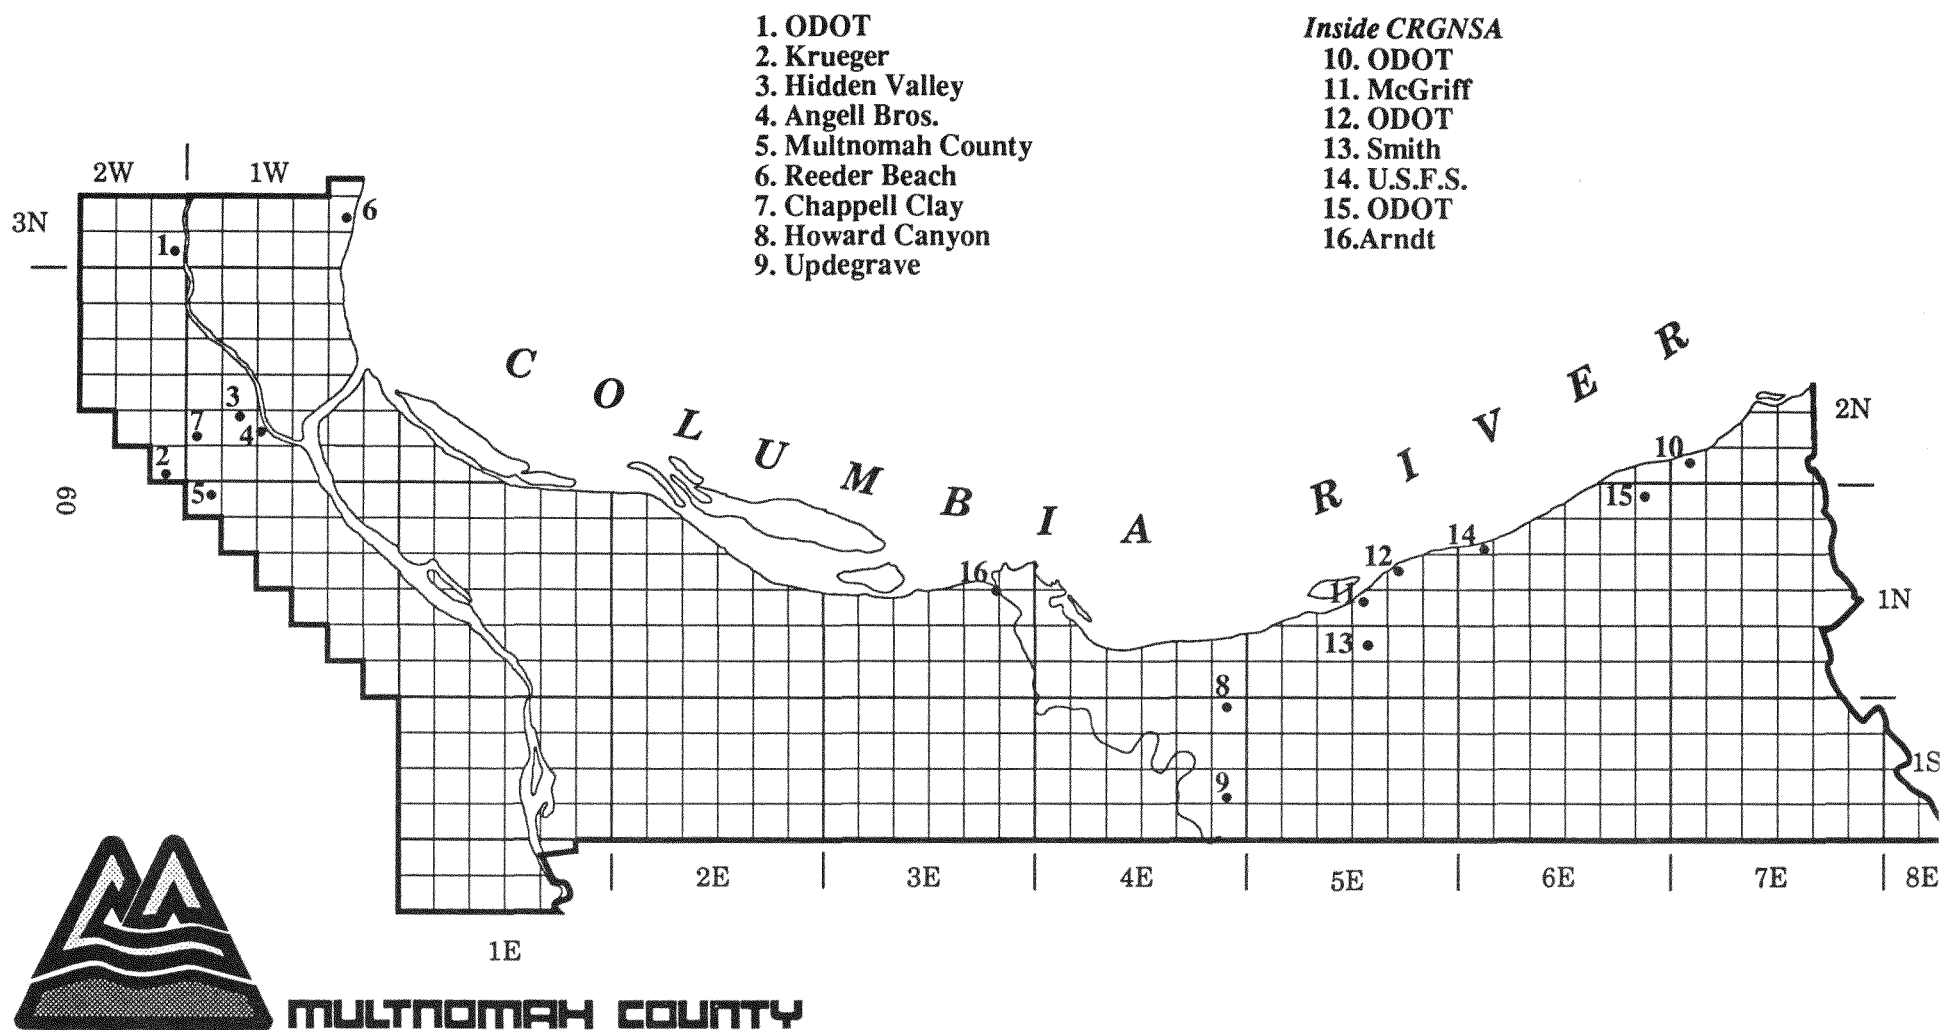 1. ODOT
2. Krueger
3. Hidden Valley
4. Angell Bros.
5. Multnomah County
6. Reeder Beach
7. Chappell Clay
8. Howard Canyon
9. Updegrave
Inside CRGNSA
10. ODOT
11. McGriff
12. ODOT
13. Smith
14. U.S.F.S.
15. ODOT
16.Arndt
2W
1W
3N
6
1
COLUMBIA RIVER
3
7
4
2
5
60
10
2N
15
14
12
16
11
1N
13
8
9
1S
2E
3E
4E
5E
6E
7E
8E
1E
MULTNOMAH COUNTY